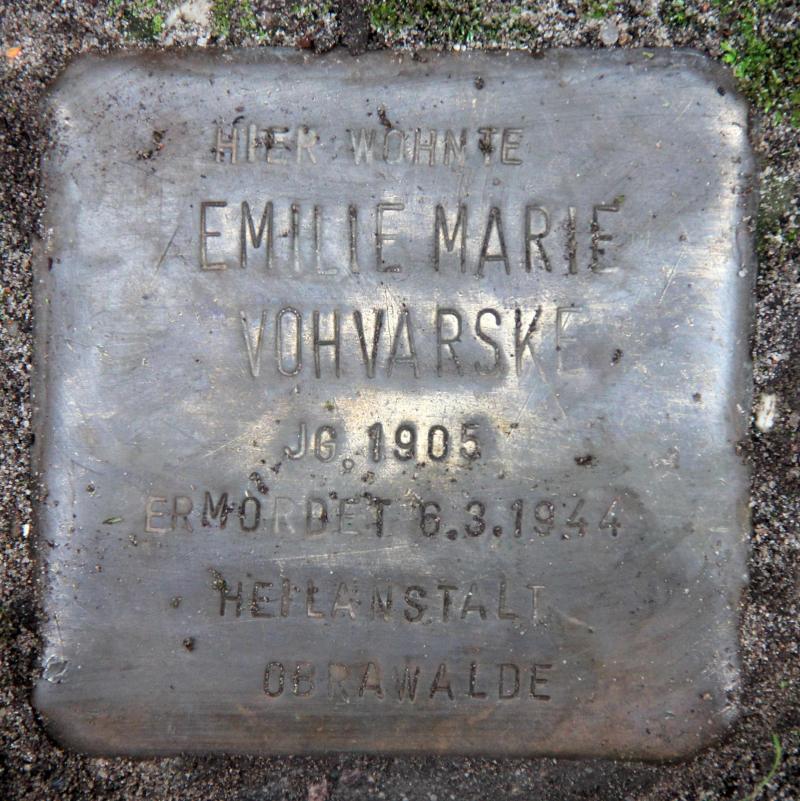 HIER WOHNTE
EMILIE MARIE
VOHVARSKE
JG. 1905
ERMORDET 6.3.1944
HEILANSTALT
OBRAWALDE